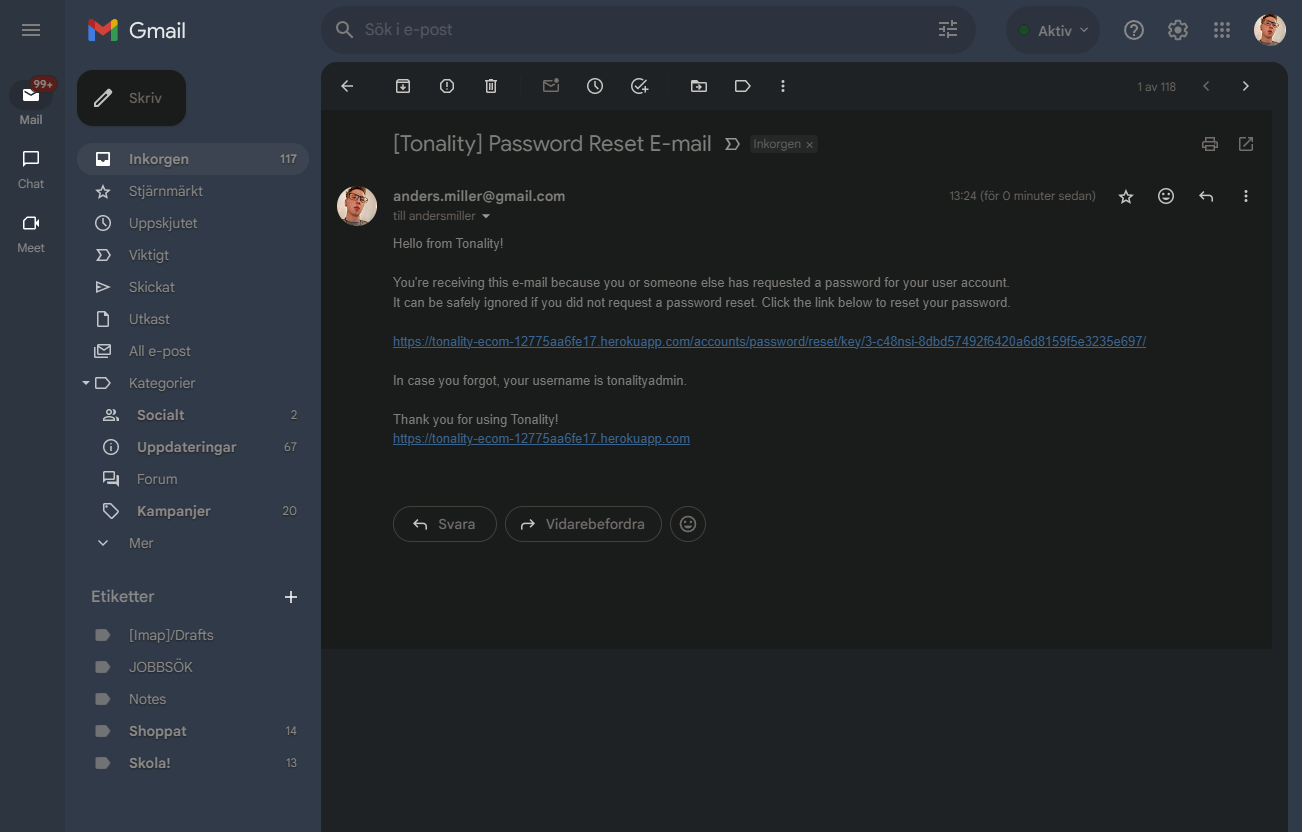 Gmail
Sök i e-post
Aktiv
99+
Mail
Chat
Meet
Skriv
Inkorgen 117
Stjärnmärkt
Uppskjutet
Viktigt
Skickat
Utkast
All e-post
Kategorier
Socialt 2
Uppdateringar 67
Forum
Kampanjer 20
Mer
Etiketter
[Imap]/Drafts
JOBBSÖK
Notes
Shoppat 14
Skola! 13
1 av 118
[Tonality] Password Reset E-mail Inkorgen ×
anders.miller@gmail.com 13:24 (för 0 minuter sedan)
till andersmiller
Hello from Tonality!
You're receiving this e-mail because you or someone else has requested a password for your user account.
It can be safely ignored if you did not request a password reset. Click the link below to reset your password.
https://tonality-ecom-12775aa6fe17.herokuapp.com/accounts/password/reset/key/3-c48nsi-8dbd57492f6420a6d8159f5e3235e697/
In case you forgot, your username is tonalityadmin.
Thank you for using Tonality!
https://tonality-ecom-12775aa6fe17.herokuapp.com
Svara Vidarebefordra